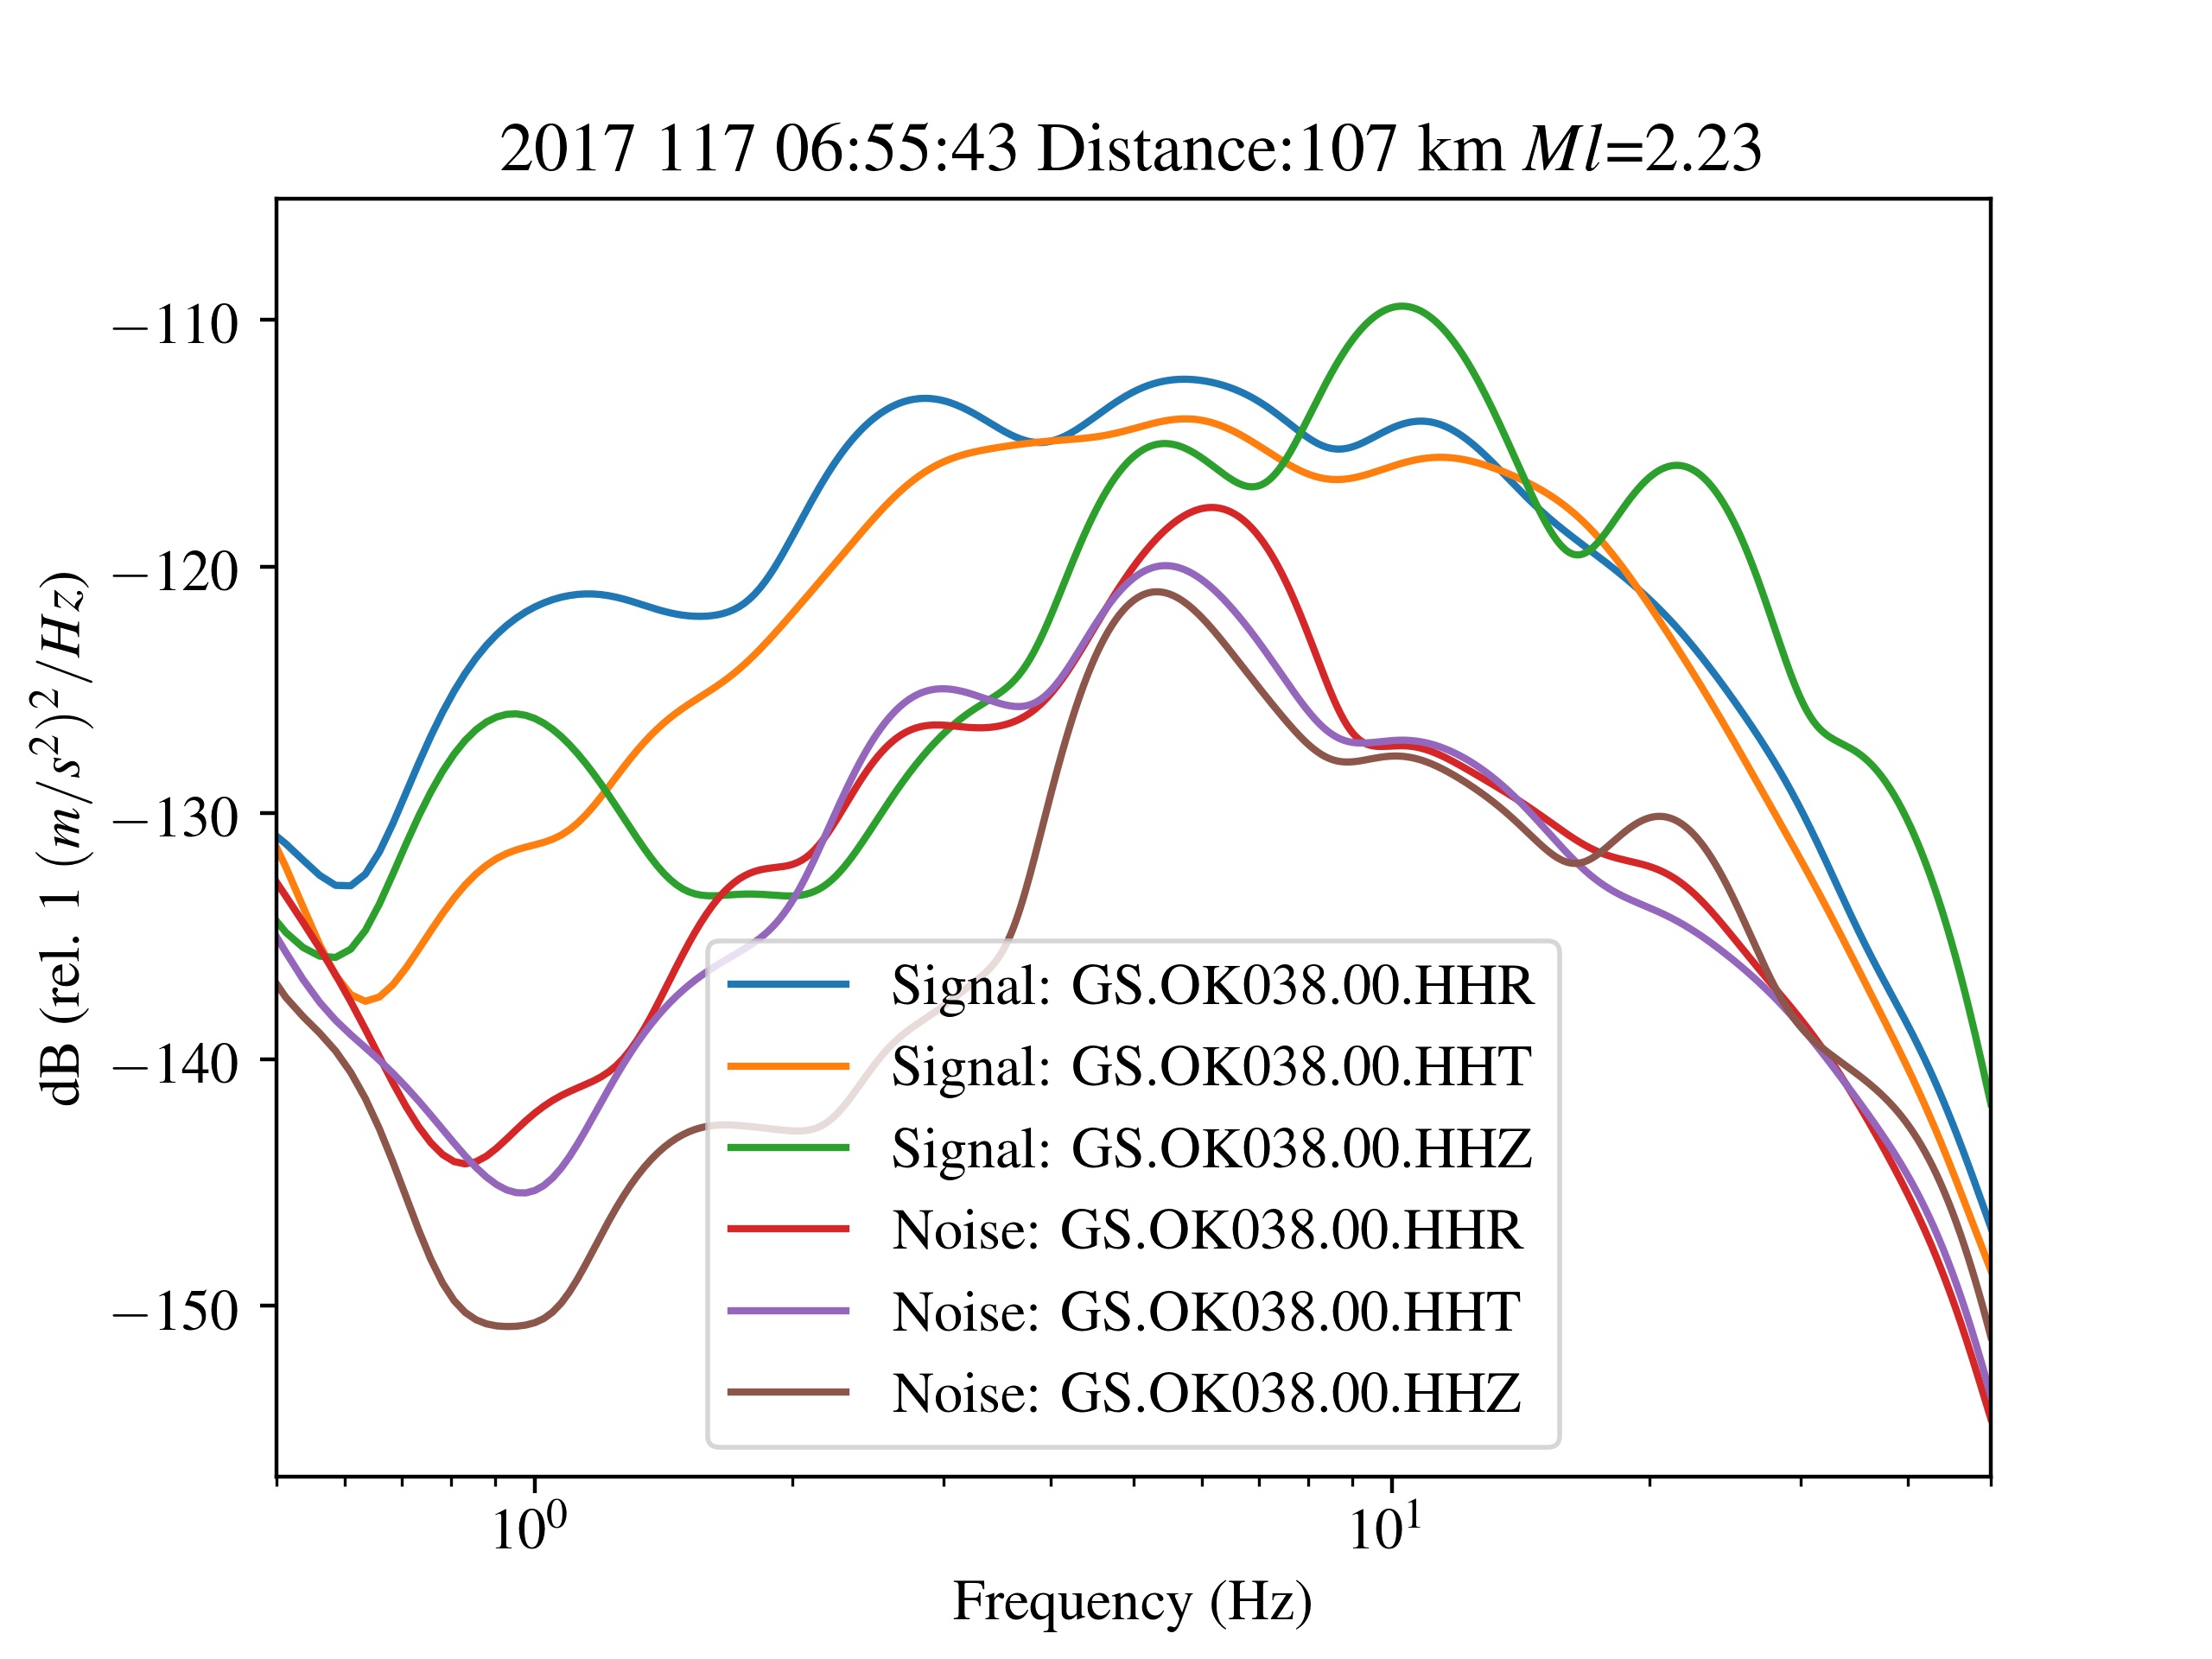 2017 117 06:55:43 Distance:107 km Ml=2.23
dB (rel. 1 (m/s²)²/Hz)
−110
−120
−130
−140
−150
Signal: GS.OK038.00.HHR
Signal: GS.OK038.00.HHT
Signal: GS.OK038.00.HHZ
Noise: GS.OK038.00.HHR
Noise: GS.OK038.00.HHT
Noise: GS.OK038.00.HHZ
10⁰ 10¹
Frequency (Hz)